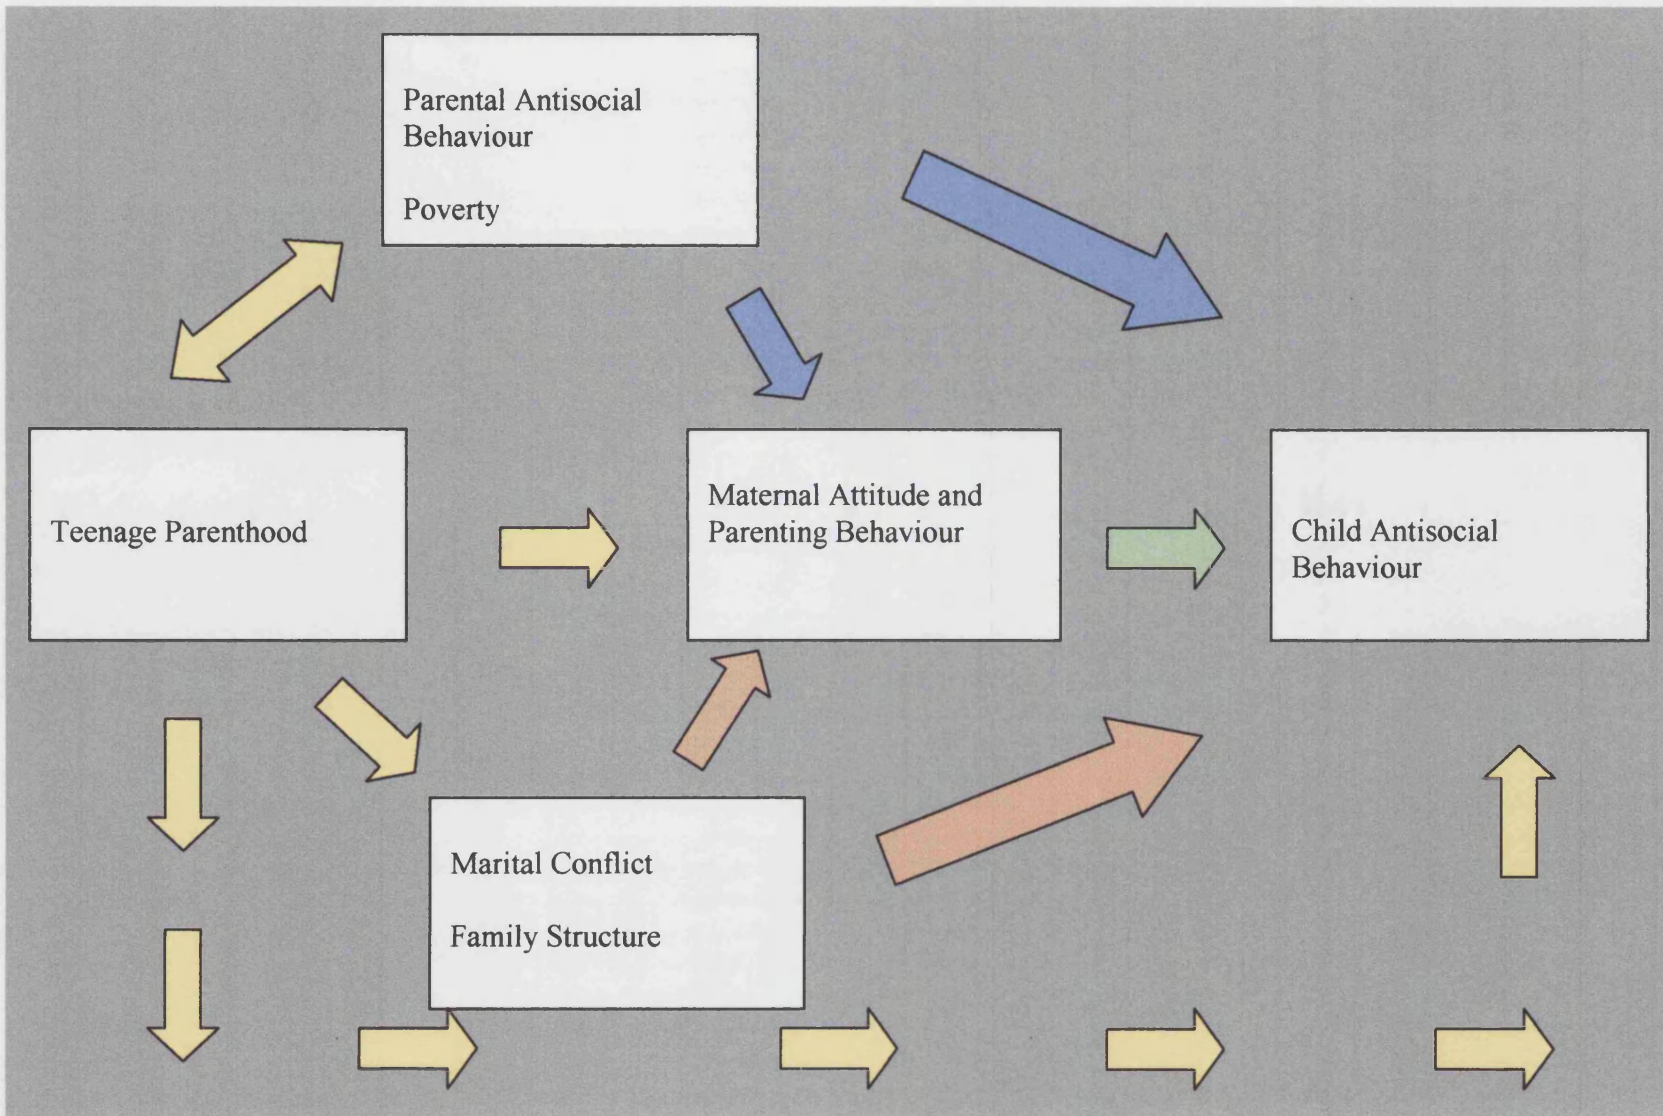 Parental Antisocial
Behaviour
Poverty
Teenage Parenthood
Maternal Attitude and
Parenting Behaviour
Child Antisocial
Behaviour
Marital Conflict
Family Structure